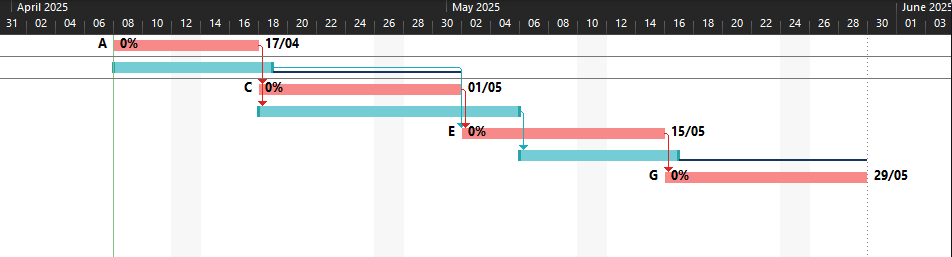 April 2025 May 2025 June 2025
31 02 04 06 08 10 12 14 16 18 20 22 24 26 28 30 02 04 06 08 10 12 14 16 18 20 22 24 26 28 30 01 03
A 0% 17/04
C 0% 01/05
E 0% 15/05
G 0% 29/05